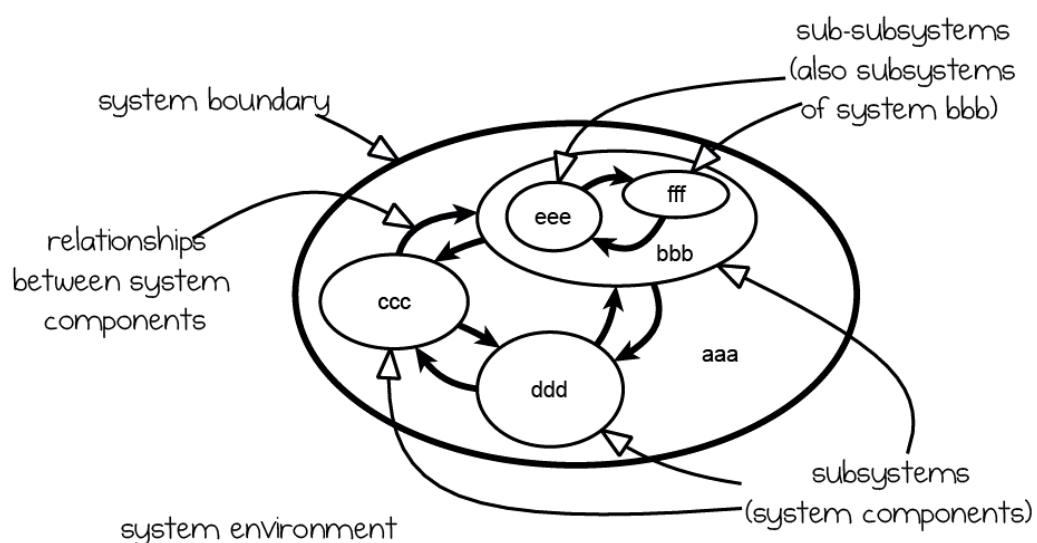 sub-subsystems
(also subsystems
of system bbb)
system boundary
fff
eee
relationships
between system
components
bbb
ccc
aaa
ddd
subsystems
(system components)
system environment